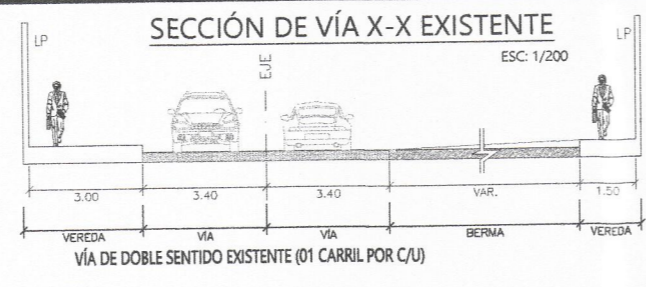 SECCIÓN DE VÍA X-X EXISTENTE
LP
LP
ESC: 1/200
EJE
3.00 3.40 3.40 VAR. 1.50
VEREDA VÍA VÍA BERMA VEREDA
VÍA DE DOBLE SENTIDO EXISTENTE (01 CARRIL POR C/U)